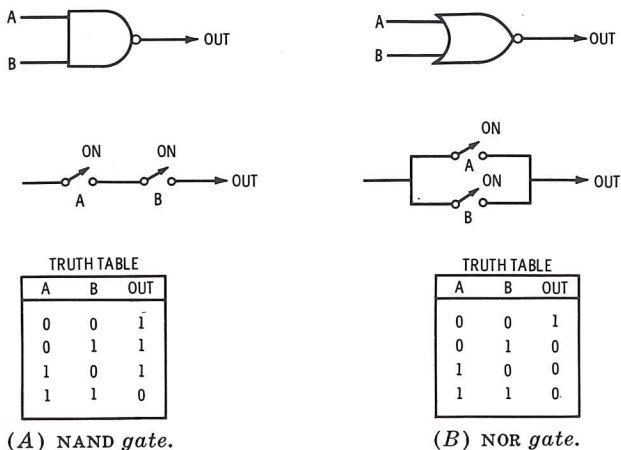 A
OUT
B
ON ON
OUT
A B
TRUTH TABLE
A B OUT
0 0 1
0 1 1
1 0 1
1 1 0
(A) NAND gate.
A
OUT
B
ON
A
ON
OUT
B
TRUTH TABLE
A B OUT
0 0 1
0 1 0
1 0 0
1 1 0
(B) NOR gate.